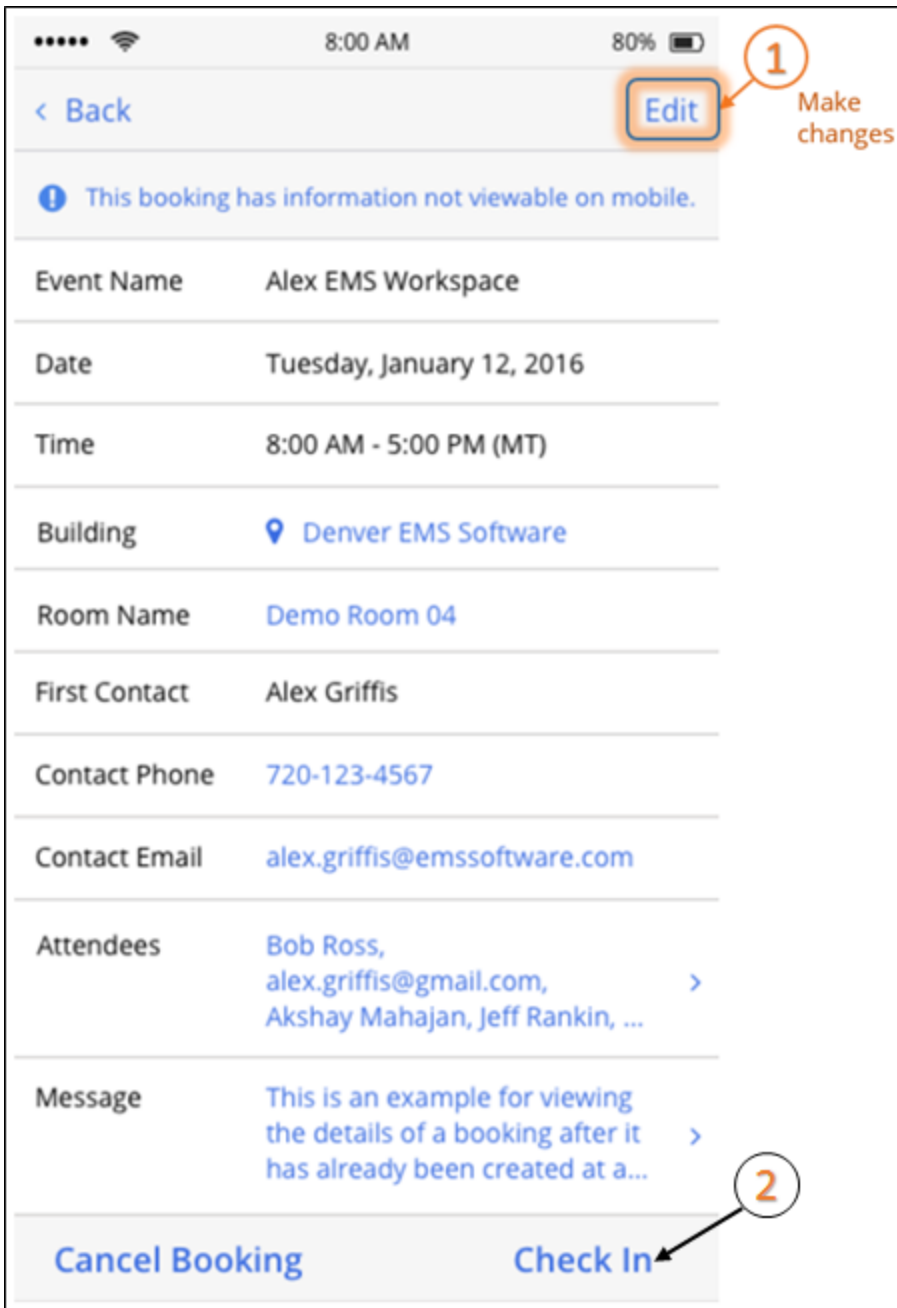 8:00 AM 80%
1
< Back Edit
Make
changes
This booking has information not viewable on mobile.
Event Name Alex EMS Workspace
Date Tuesday, January 12, 2016
Time 8:00 AM - 5:00 PM (MT)
Building Denver EMS Software
Room Name Demo Room 04
First Contact Alex Griffis
Contact Phone 720-123-4567
Contact Email alex.griffis@emssoftware.com
Attendees Bob Ross,
alex.griffis@gmail.com,
Akshay Mahajan, Jeff Rankin, ...
Message This is an example for viewing
the details of a booking after it
has already been created at a...
2
Cancel Booking Check In